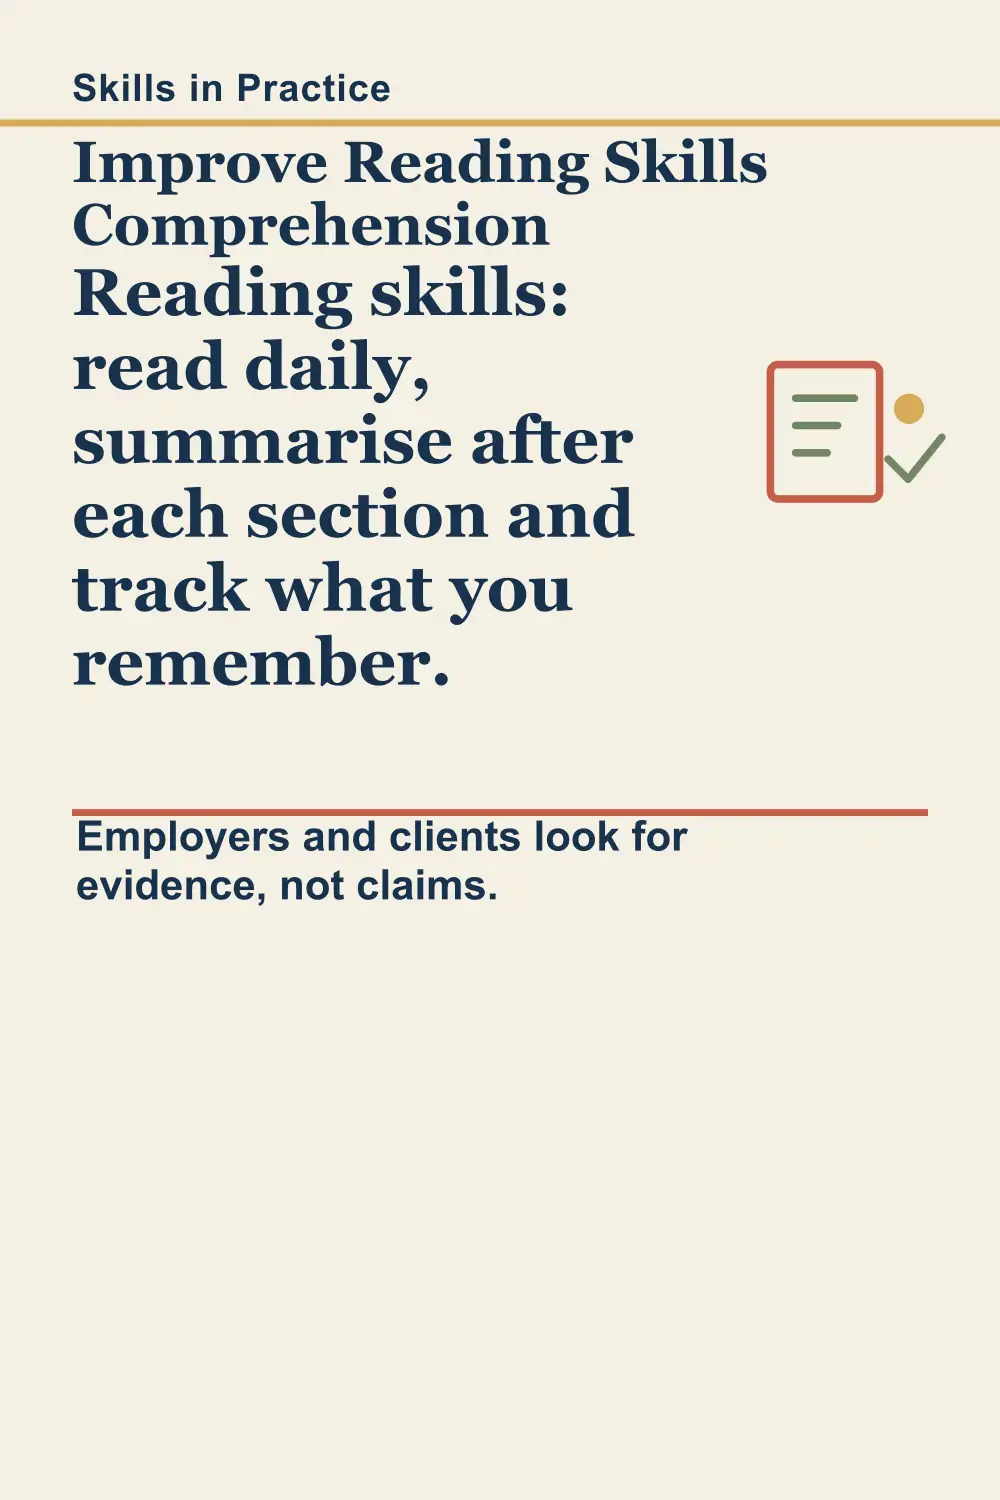 Skills in Practice
Improve Reading Skills
Comprehension
Reading skills:
read daily,
summarise after
each section and
track what you
remember.
Employers and clients look for
evidence, not claims.